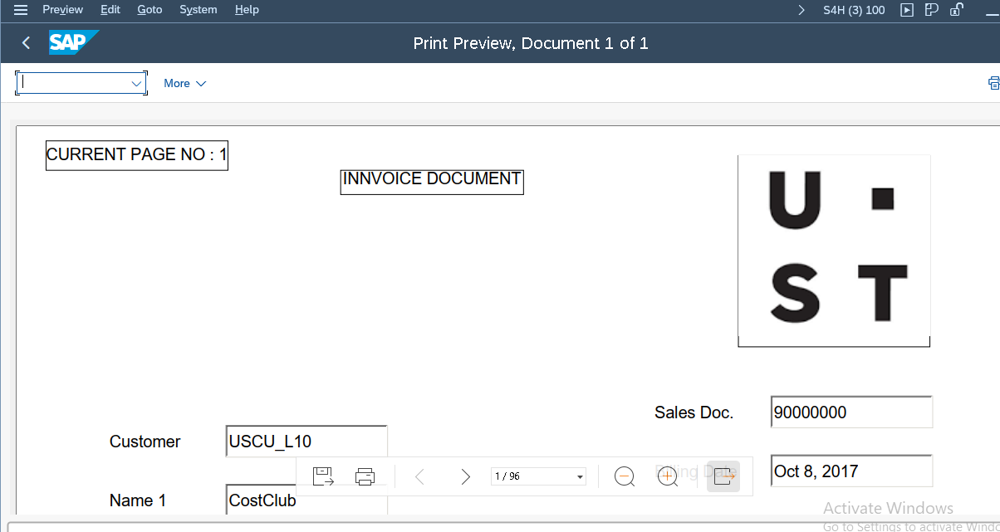 Preview Edit Goto System Help S4H (3) 100
SAP Print Preview, Document 1 of 1
More
CURRENT PAGE NO : 1
INNVOICE DOCUMENT
U
S T
Sales Doc. 90000000
Customer USCU_L10
Billing Date Oct 8, 2017
1 / 96
Name 1 CostClub
Activate Windows
Go to Settings to activate Windo